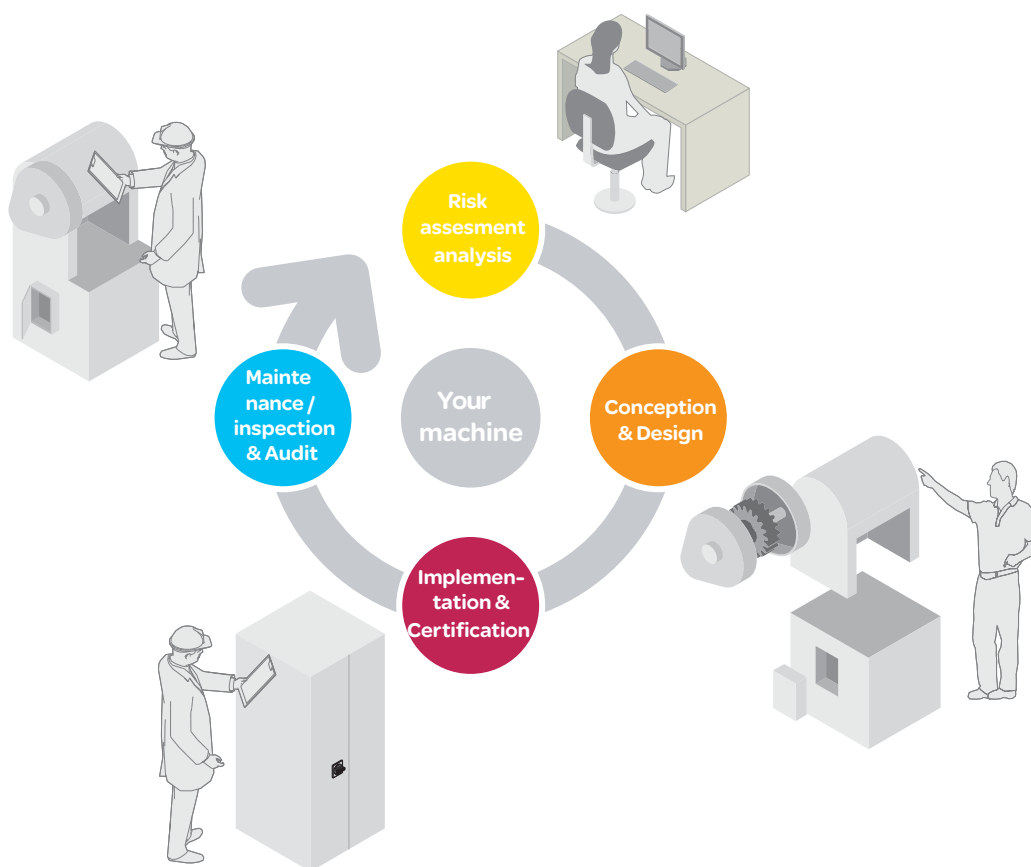 Risk
assesment
analysis
Conception
& Design
Implemen-
tation &
Certification
Mainte
nance /
inspection
& Audit
Your
machine